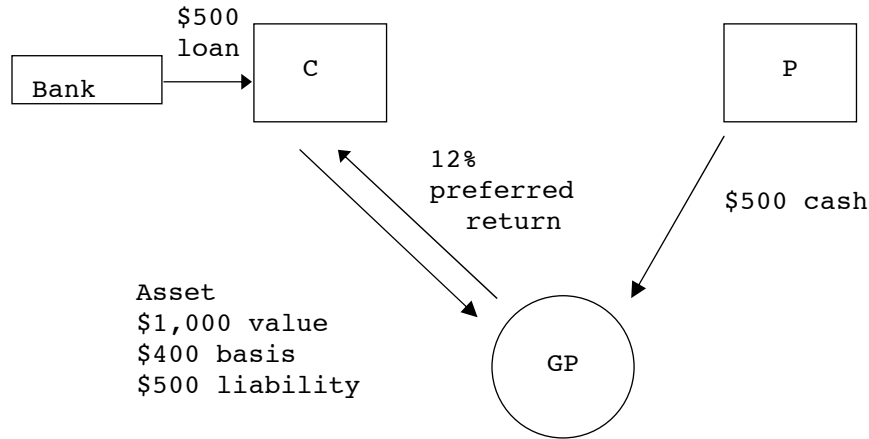 $500
loan
Bank
C
P
12%
preferred
return
$500 cash
Asset
$1,000 value
$400 basis
$500 liability
GP